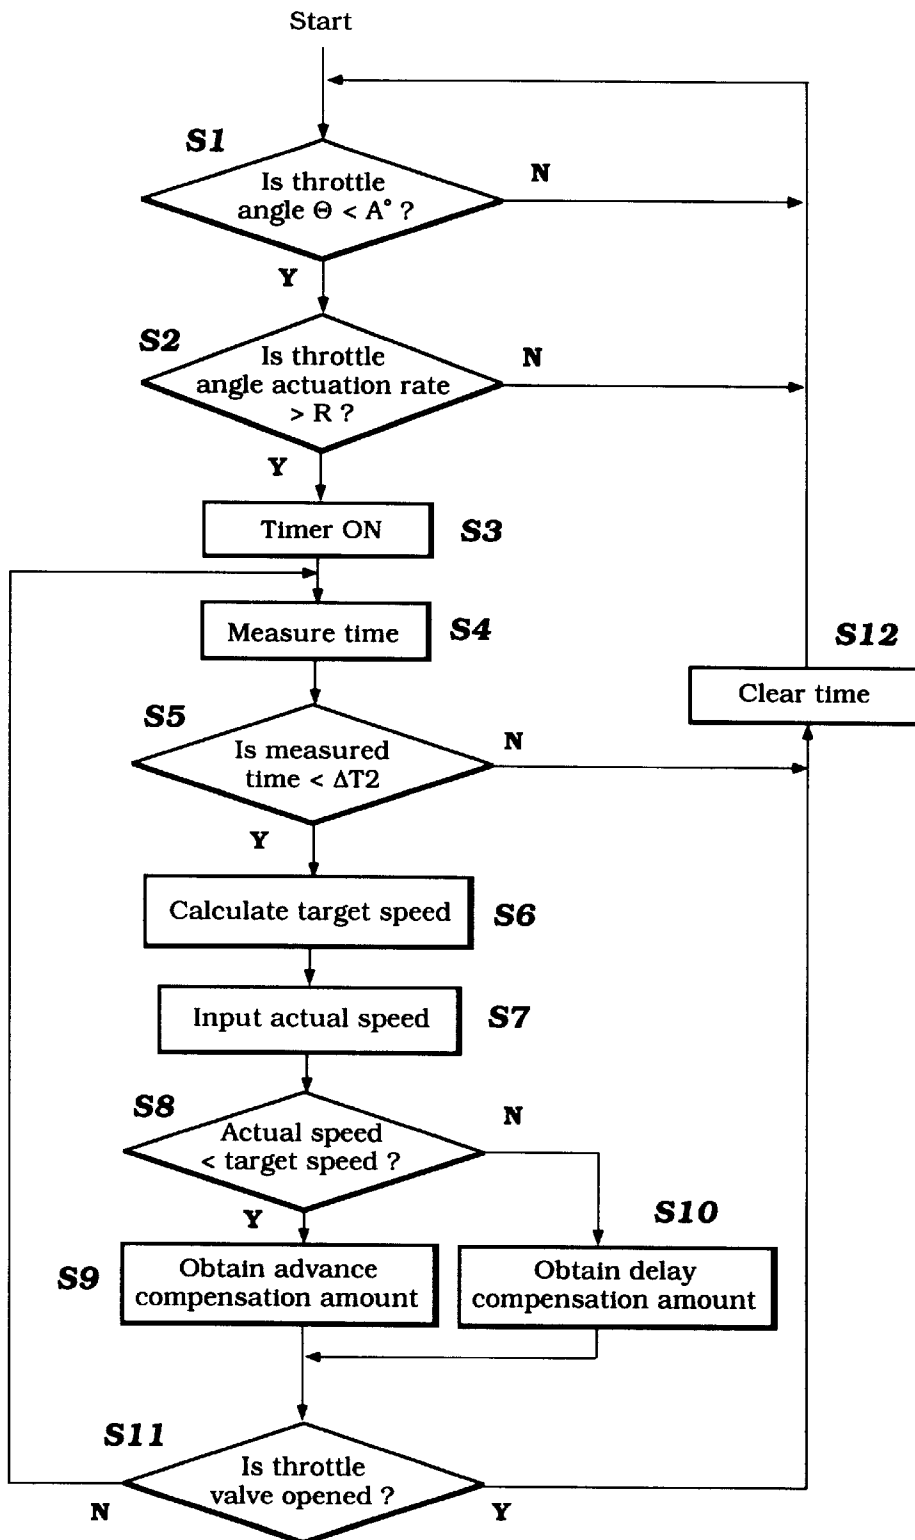 Start
S1
Is throttle
angle Θ < A° ?
N
Y
S2
Is throttle
angle actuation rate
> R ?
N
Y
Timer ON
S3
Measure time
S4
S12
Clear time
S5
Is measured
time < ΔT2
N
Y
Calculate target speed
S6
Input actual speed
S7
S8
Actual speed
< target speed ?
N
Y
S9
Obtain advance
compensation amount
S10
Obtain delay
compensation amount
S11
Is throttle
valve opened ?
N
Y